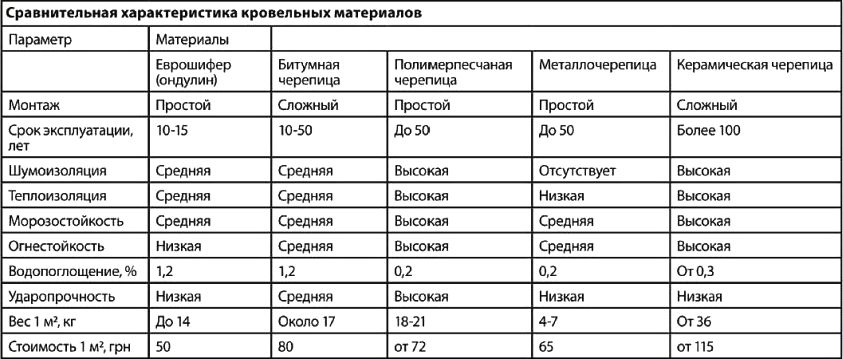 Сравнительная характеристика кровельных материалов
Параметр Материалы
Еврошифер (ондулин) Битумная черепица Полимерпесчаная черепица Металлочерепица Керамическая черепица
Монтаж Простой Сложный Простой Простой Сложный
Срок эксплуатации, лет 10-15 10-50 До 50 До 50 Более 100
Шумоизоляция Средняя Средняя Высокая Отсутствует Высокая
Теплоизоляция Средняя Средняя Высокая Низкая Высокая
Морозостойкость Средняя Средняя Высокая Средняя Высокая
Огнестойкость Низкая Средняя Высокая Средняя Высокая
Водопоглощение, % 1,2 1,2 0,2 0,2 От 0,3
Ударопрочность Низкая Средняя Высокая Низкая Низкая
Вес 1 м², кг До 14 Около 17 18-21 4-7 От 36
Стоимость 1 м², грн 50 80 от 72 65 от 115